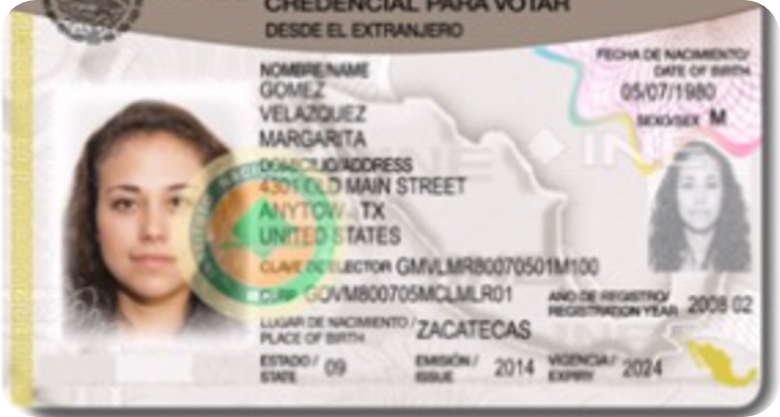 CREDENCIAL PARA VOTAR
DESDE EL EXTRANJERO
FECHA DE NACIMIENTO/
DATE OF BIRTH
05/07/1980
SEXO/SEX M
NOMBRE/NAME
GOMEZ
VELAZQUEZ
MARGARITA
DOMICILIO/ADDRESS
4301 OLD MAIN STREET
ANYTOW TX
UNITED STATES
CLAVE DE ELECTOR GMVLMR80070501M100
CURP GOVM800705MCLMLR01
AÑO DE REGISTRO/
REGISTRATION YEAR 2008 02
LUGAR DE NACIMIENTO/
PLACE OF BIRTH ZACATECAS
ESTADO/
STATE 09
EMISIÓN/
ISSUE 2014
VIGENCIA/
EXPIRY 2024
INE